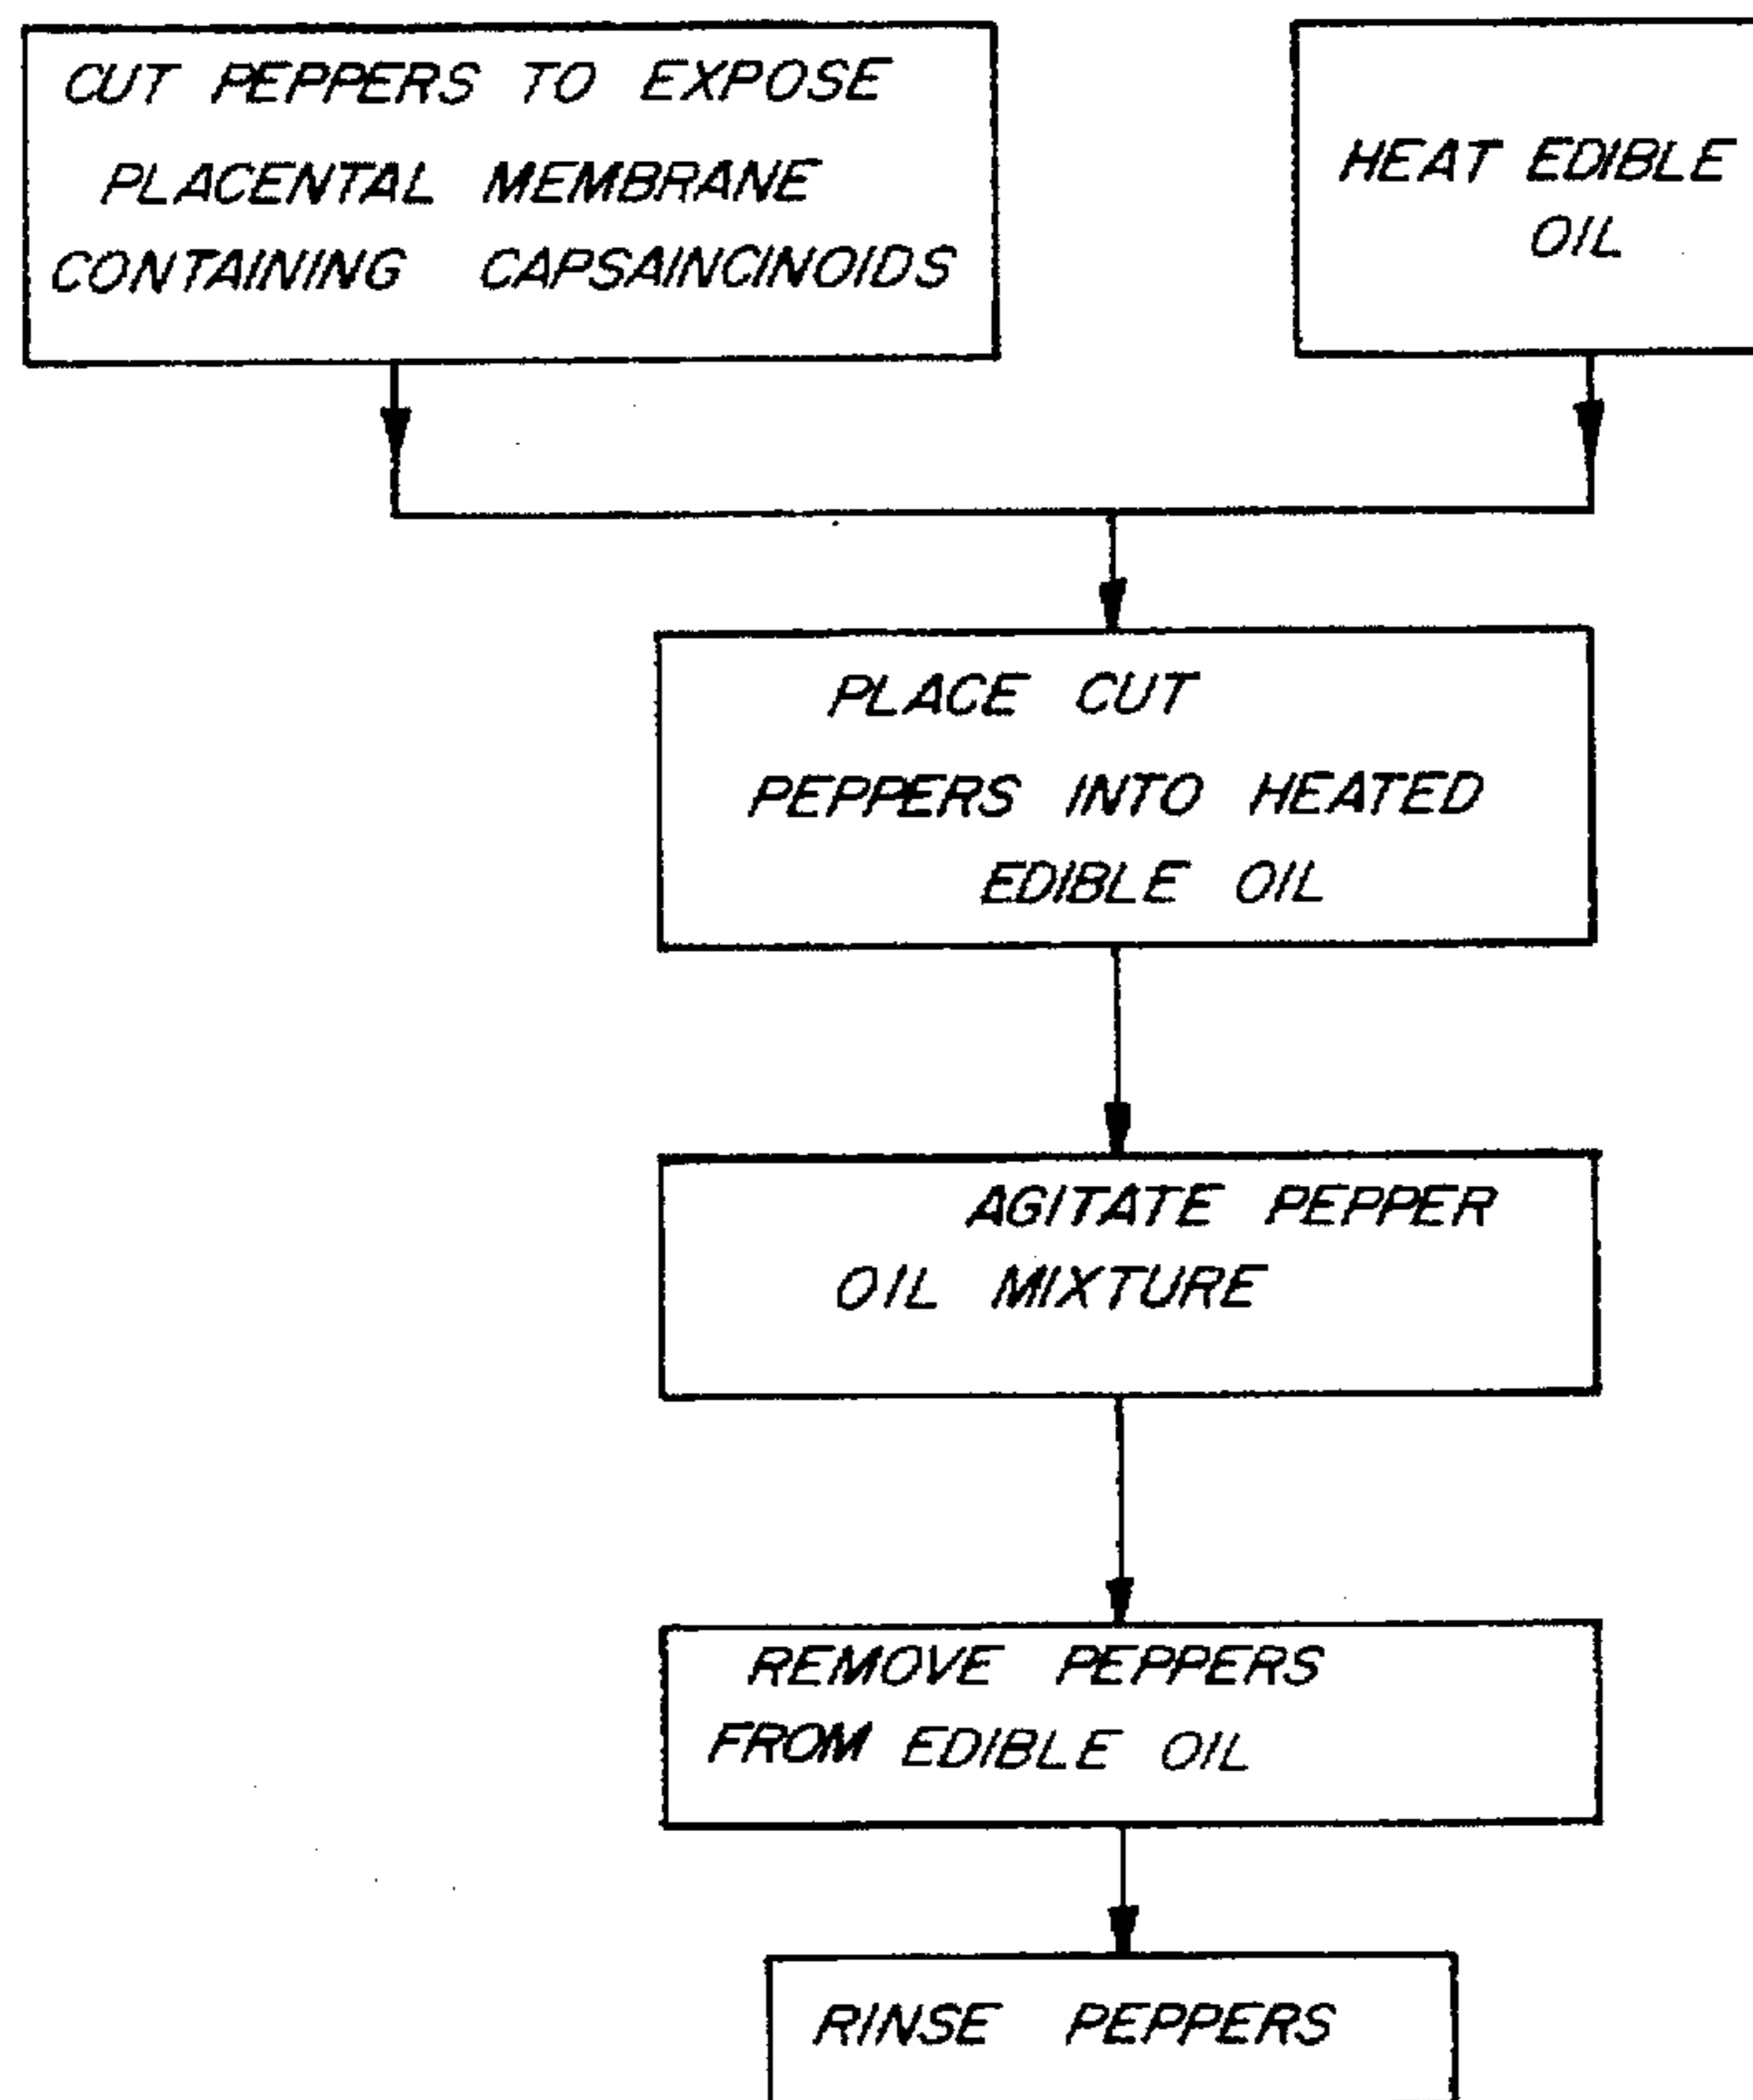 CUT PEPPERS TO EXPOSE
PLACENTAL MEMBRANE
CONTAINING CAPSAINCINOIDS
HEAT EDIBLE
OIL
PLACE CUT
PEPPERS INTO HEATED
EDIBLE OIL
AGITATE PEPPER
OIL MIXTURE
REMOVE PEPPERS
FROM EDIBLE OIL
RINSE PEPPERS